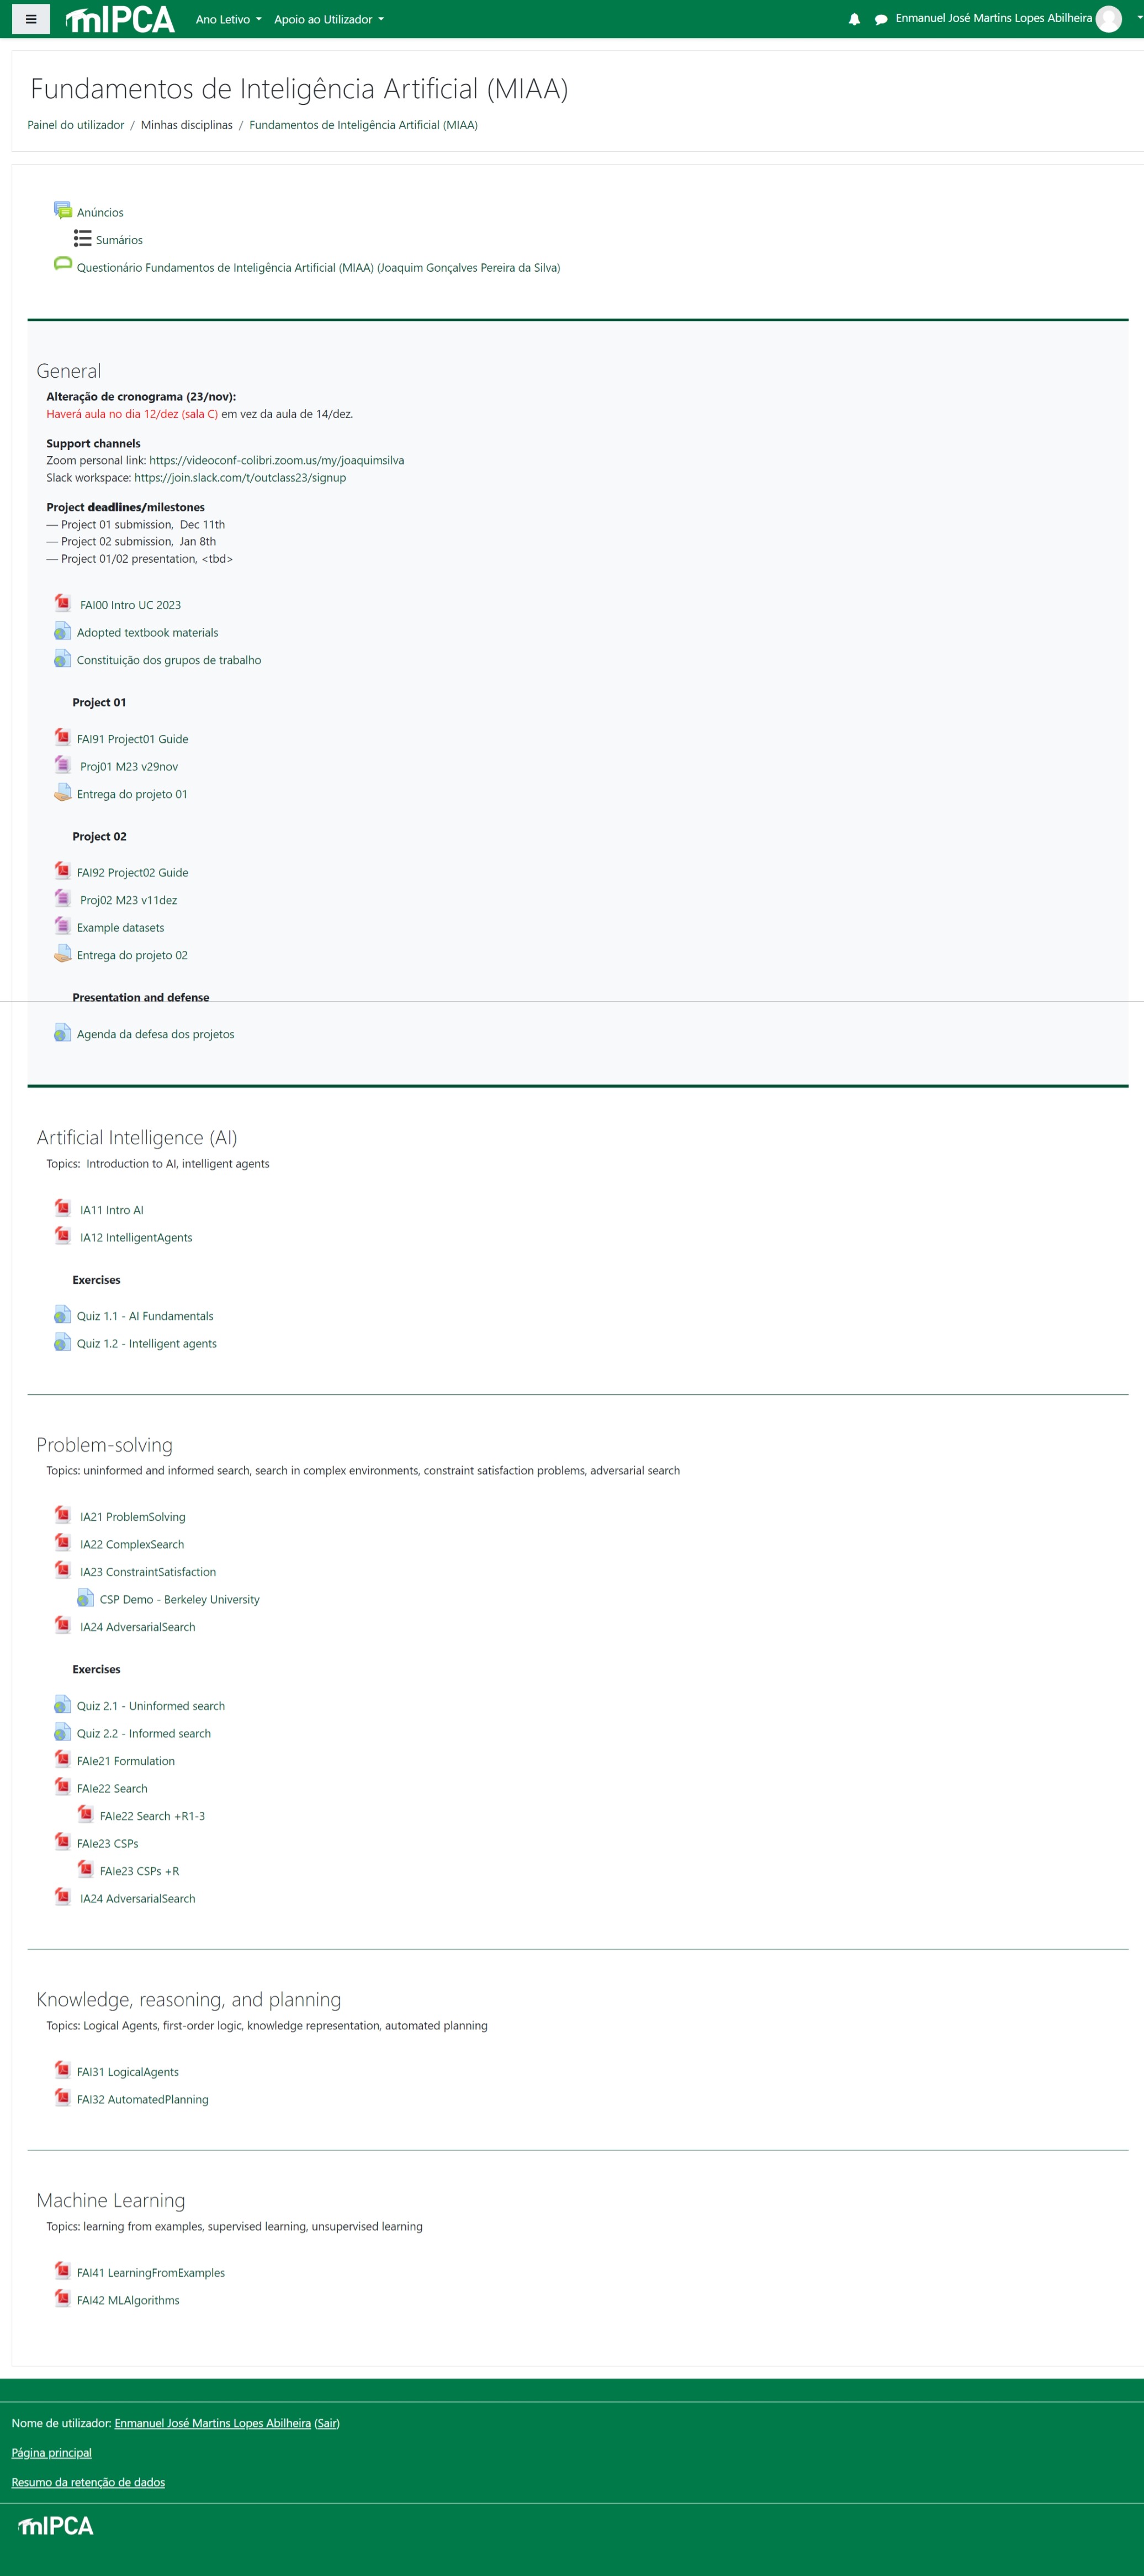 mIPCA
Ano Letivo
Apoio ao Utilizador
Enmanuel José Martins Lopes Abilheira
Fundamentos de Inteligência Artificial (MIAA)
Painel do utilizador / Minhas disciplinas / Fundamentos de Inteligência Artificial (MIAA)
Anúncios
Sumários
Questionário Fundamentos de Inteligência Artificial (MIAA) (Joaquim Gonçalves Pereira da Silva)
General
Alteração de cronograma (23/nov):
Haverá aula no dia 12/dez (sala C) em vez da aula de 14/dez.
Support channels
Zoom personal link: https://videoconf-colibri.zoom.us/my/joaquimsilva
Slack workspace: https://join.slack.com/t/outclass23/signup
Project deadlines/milestones
— Project 01 submission,  Dec 11th
— Project 02 submission,  Jan 8th
— Project 01/02 presentation, <tbd>
FAI00 Intro UC 2023
Adopted textbook materials
Constituição dos grupos de trabalho
Project 01
FAI91 Project01 Guide
Proj01 M23 v29nov
Entrega do projeto 01
Project 02
FAI92 Project02 Guide
Proj02 M23 v11dez
Example datasets
Entrega do projeto 02
Presentation and defense
Agenda da defesa dos projetos
Artificial Intelligence (AI)
Topics:  Introduction to AI, intelligent agents
IA11 Intro AI
IA12 IntelligentAgents
Exercises
Quiz 1.1 - AI Fundamentals
Quiz 1.2 - Intelligent agents
Problem-solving
Topics: uninformed and informed search, search in complex environments, constraint satisfaction problems, adversarial search
IA21 ProblemSolving
IA22 ComplexSearch
IA23 ConstraintSatisfaction
CSP Demo - Berkeley University
IA24 AdversarialSearch
Exercises
Quiz 2.1 - Uninformed search
Quiz 2.2 - Informed search
FAIe21 Formulation
FAIe22 Search
FAIe22 Search +R1-3
FAIe23 CSPs
FAIe23 CSPs +R
IA24 AdversarialSearch
Knowledge, reasoning, and planning
Topics: Logical Agents, first-order logic, knowledge representation, automated planning
FAI31 LogicalAgents
FAI32 AutomatedPlanning
Machine Learning
Topics: learning from examples, supervised learning, unsupervised learning
FAI41 LearningFromExamples
FAI42 MLAlgorithms
Nome de utilizador: Enmanuel José Martins Lopes Abilheira (Sair)
Página principal
Resumo da retenção de dados
mIPCA